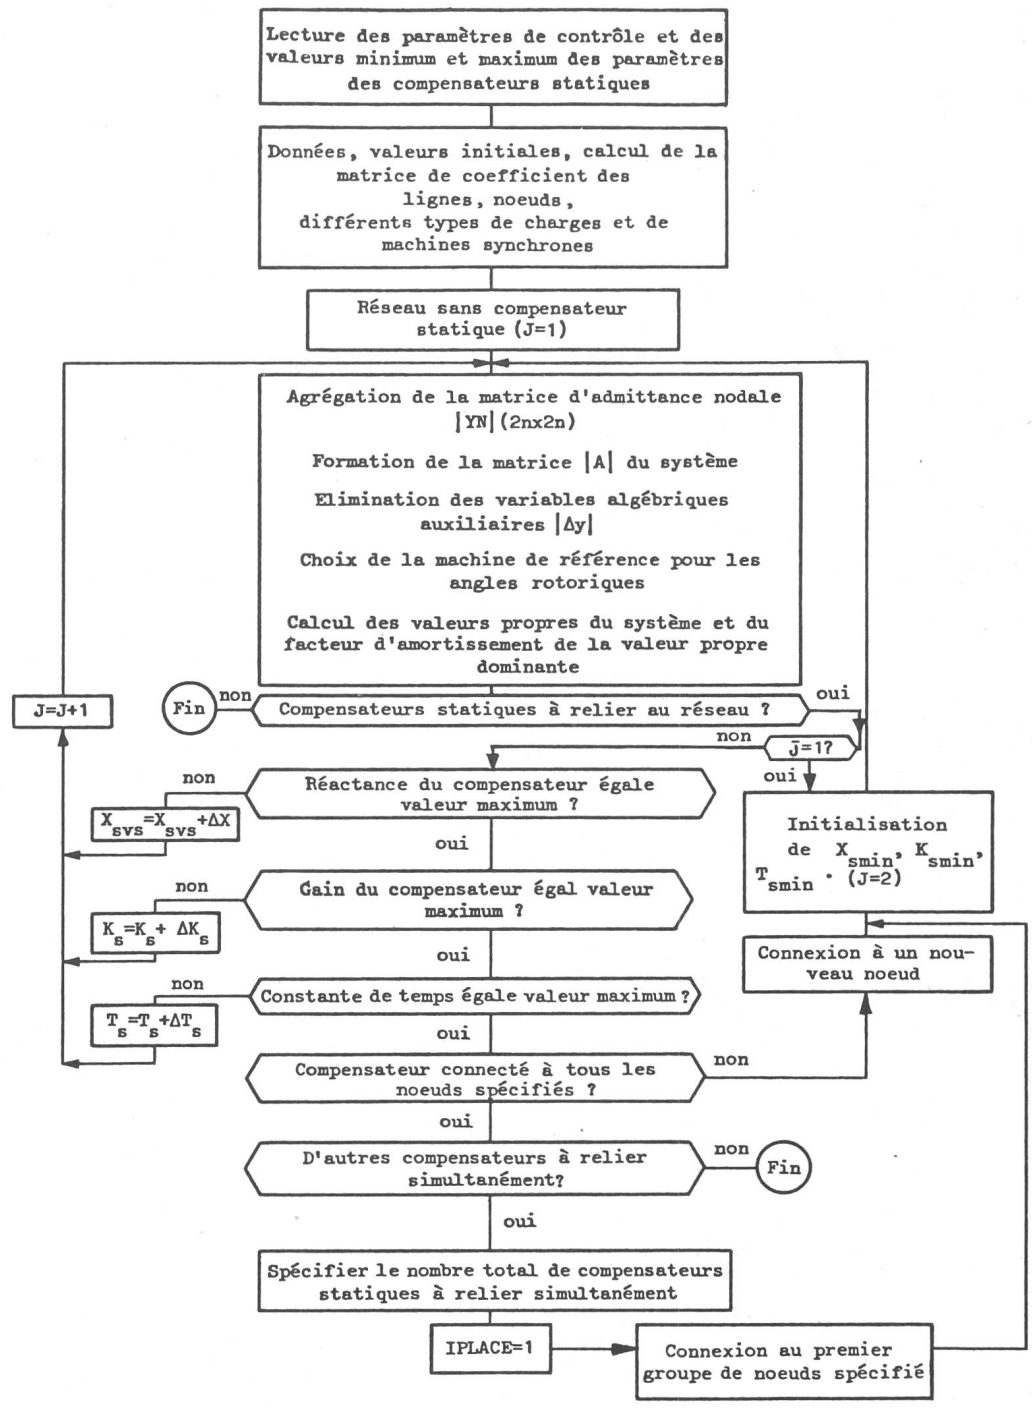 Lecture des paramètres de contrôle et des
valeurs minimum et maximum des paramètres
des compensateurs statiques
Données, valeurs initiales, calcul de la
matrice de coefficient des
lignes, noeuds,
différents types de charges et de
machines synchrones
Réseau sans compensateur
statique (J=1)
Agrégation de la matrice d'admittance nodale
|YN|(2nx2n)
Formation de la matrice |A| du système
Elimination des variables algébriques
auxiliaires |Δy|
Choix de la machine de référence pour les
angles rotoriques
Calcul des valeurs propres du système et du
facteur d'amortissement de la valeur propre
dominante
J=J+1
Fin
non
Compensateurs statiques à relier au réseau ?
oui
non
J=1?
oui
non
Réactance du compensateur égale
valeur maximum ?
X_svs=X_svs+ΔX
oui
Initialisation
de X_smin, K_smin,
T_smin . (J=2)
non
Gain du compensateur égal valeur
maximum ?
K_s=K_s+ ΔK_s
oui
Connexion à un nou-
veau noeud
non
Constante de temps égale valeur maximum ?
T_s=T_s+ΔT_s
oui
Compensateur connecté à tous les
noeuds spécifiés ?
non
oui
D'autres compensateurs à relier
simultanément?
non
Fin
oui
Spécifier le nombre total de compensateurs
statiques à relier simultanément
IPLACE=1
Connexion au premier
groupe de noeuds spécifié